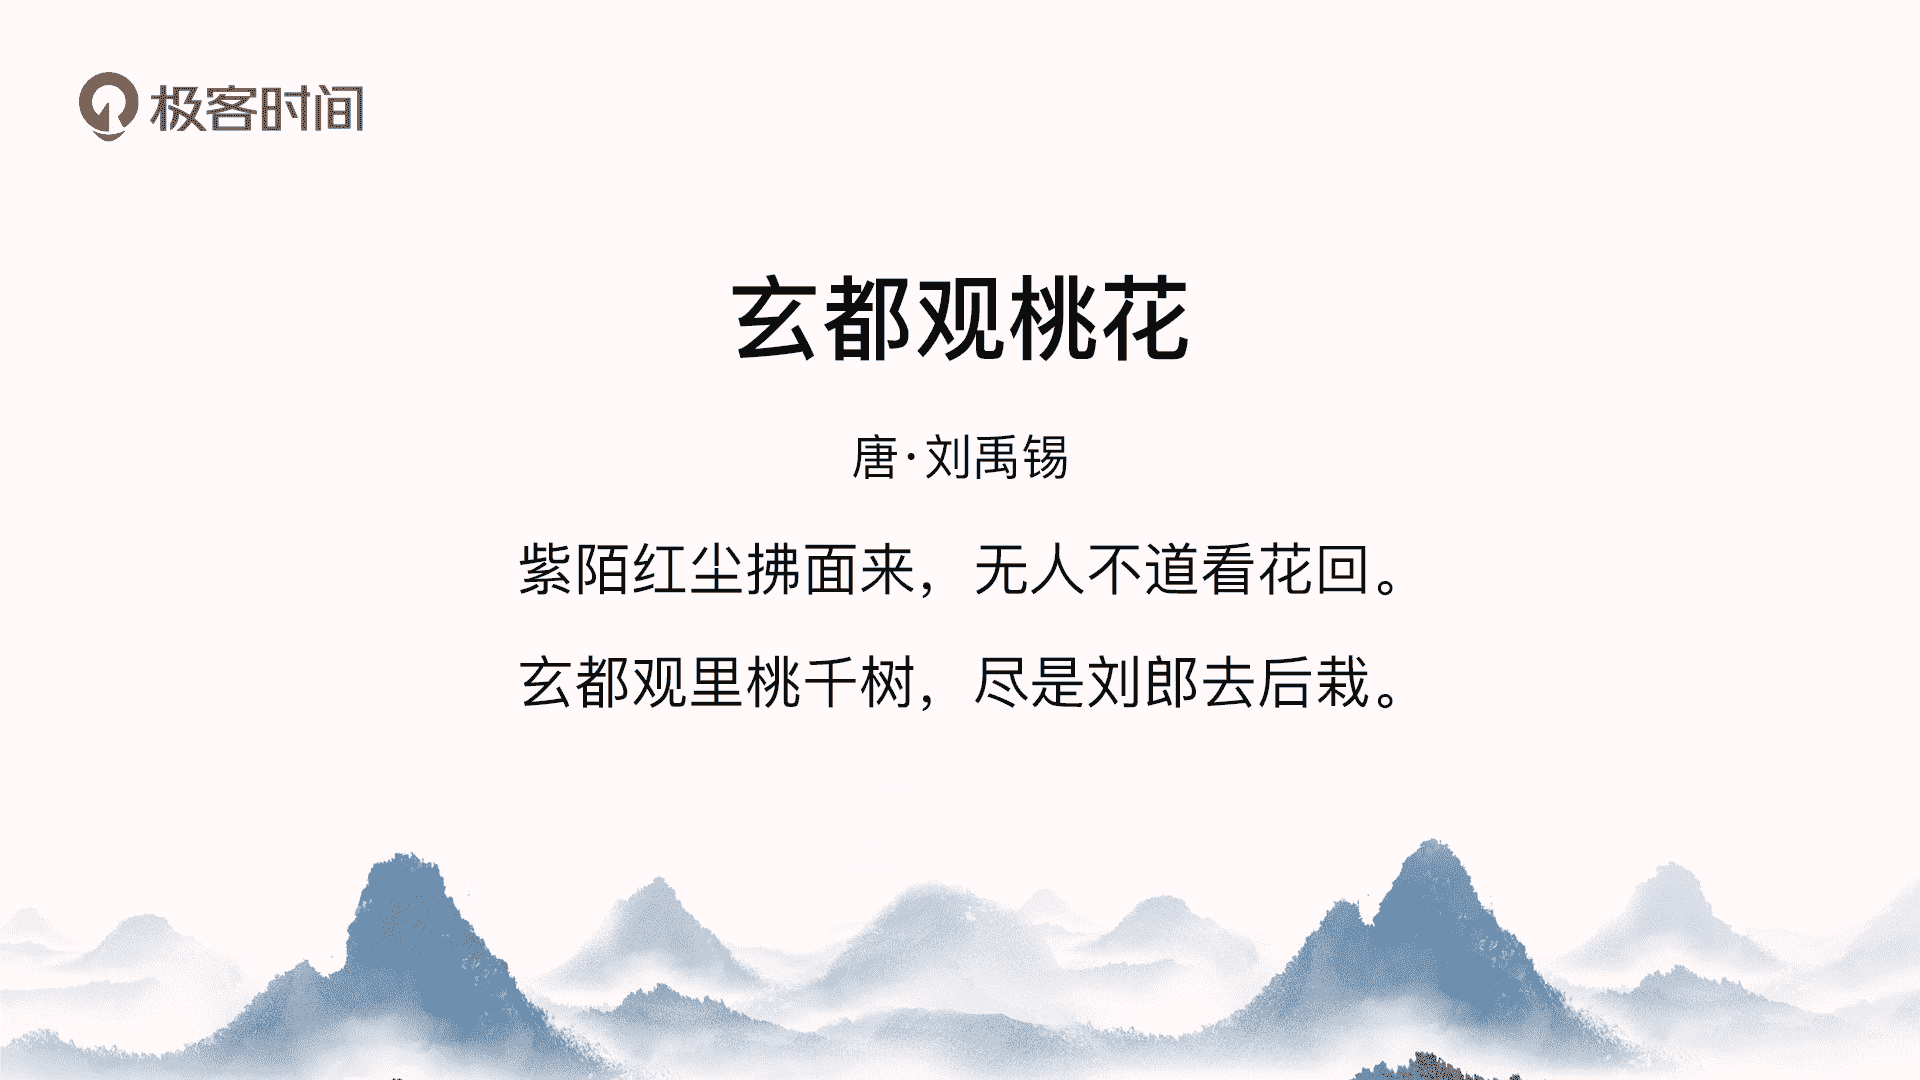 极客时间
玄都观桃花
唐·刘禹锡
紫陌红尘拂面来，无人不道看花回。
玄都观里桃千树，尽是刘郎去后栽。